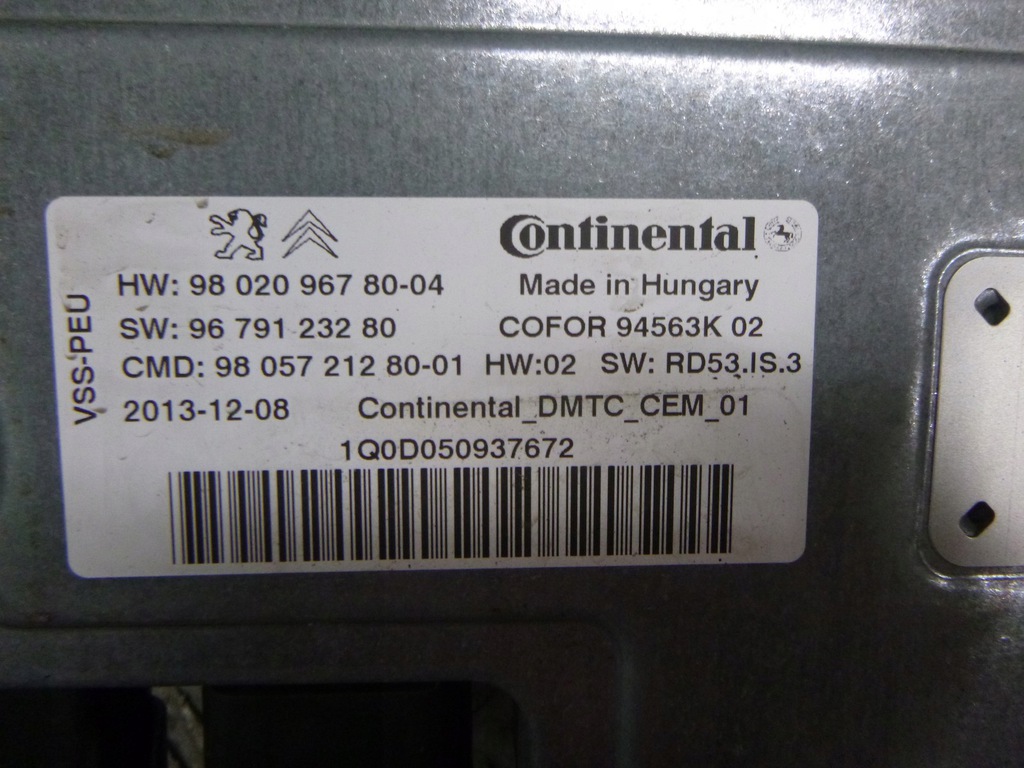 Continental
HW: 98 020 967 80-04 Made in Hungary
SW: 96 791 232 80 COFOR 94563K 02
CMD: 98 057 212 80-01 HW:02 SW: RD53.IS.3
2013-12-08 Continental_DMTC_CEM_01
1Q0D050937672
VSS-PEU